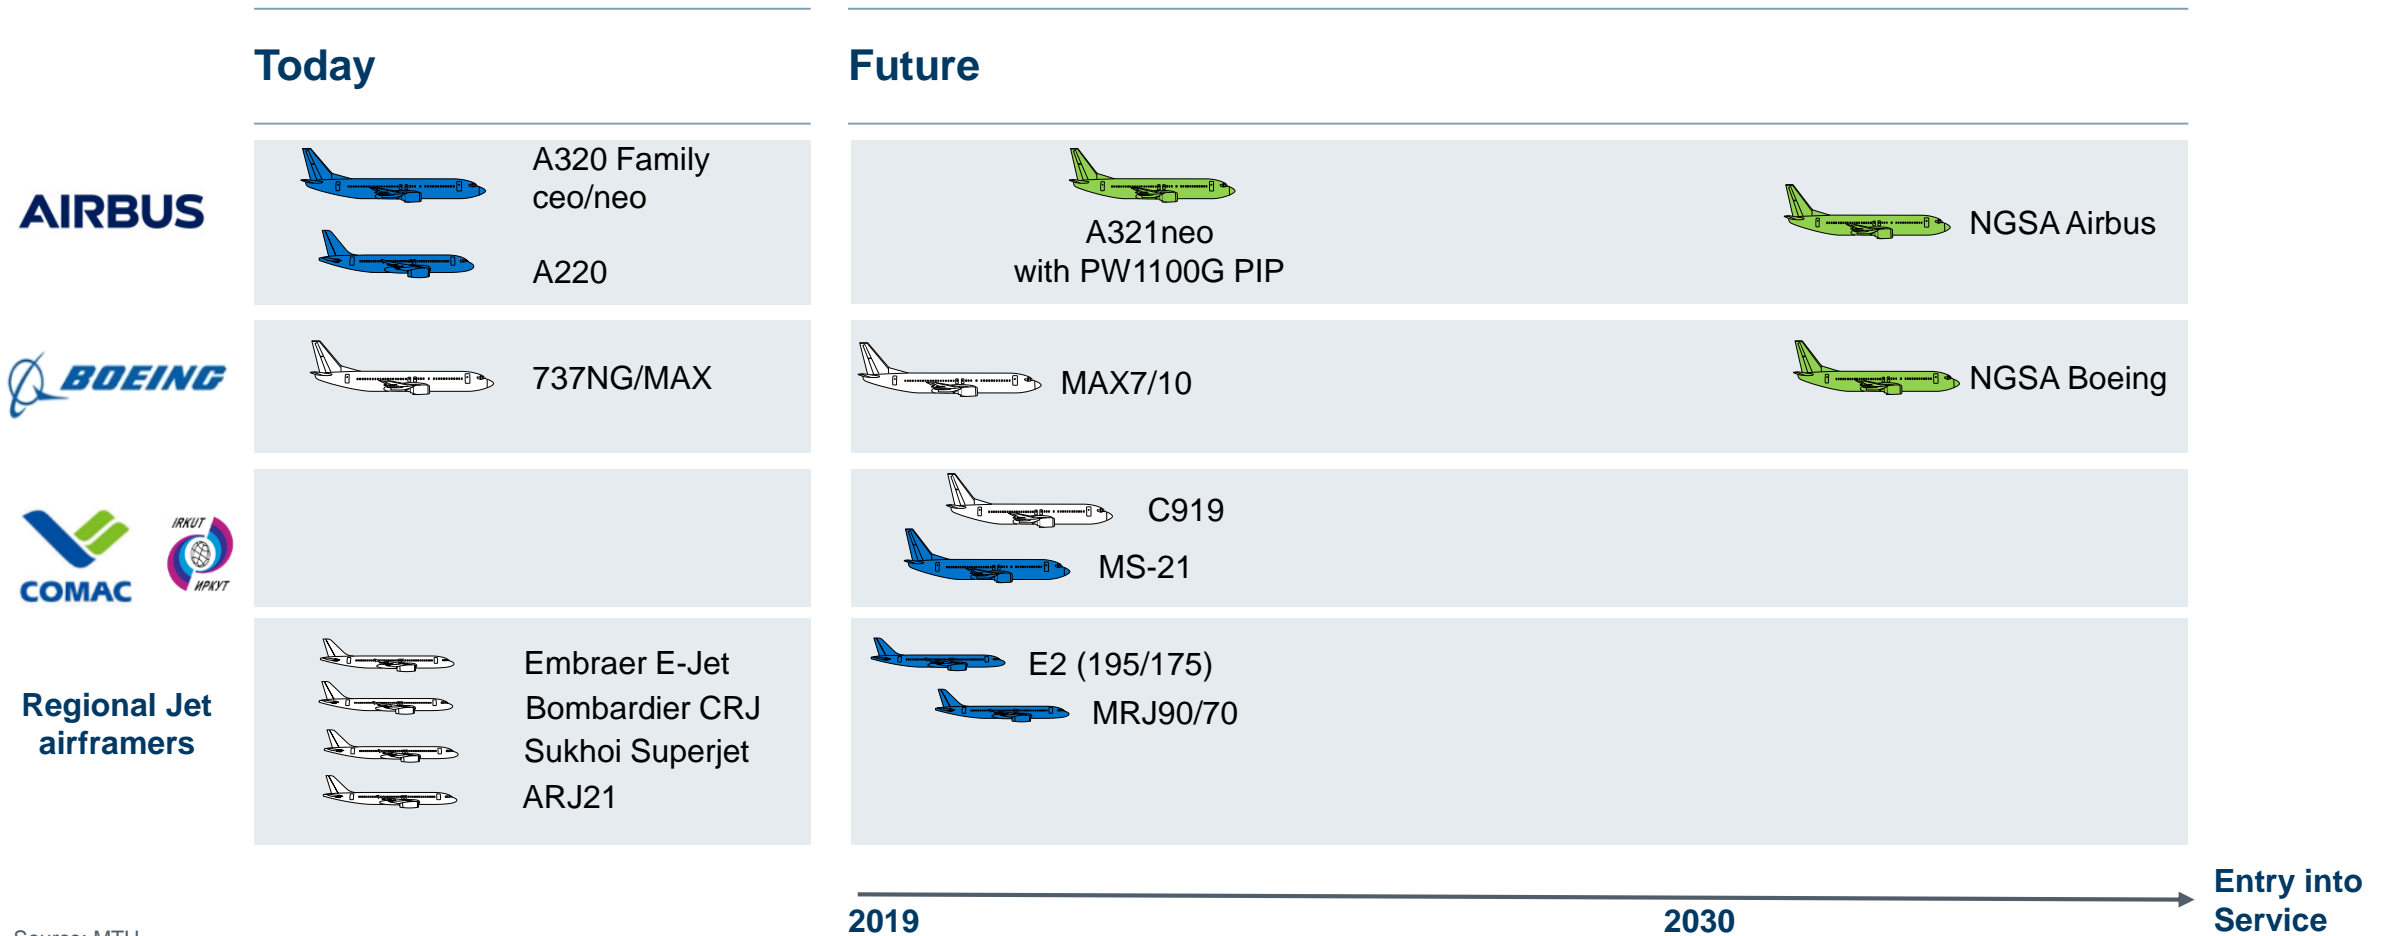 Today
Future
AIRBUS
A320 Family
ceo/neo
A220
A321neo
with PW1100G PIP
NGSA Airbus
BOEING
737NG/MAX
MAX7/10
NGSA Boeing
COMAC
IRKUT
ИРКУТ
C919
MS-21
Regional Jet
airframers
Embraer E-Jet
Bombardier CRJ
Sukhoi Superjet
ARJ21
E2 (195/175)
MRJ90/70
2019
2030
Entry into
Service
Source: MTU